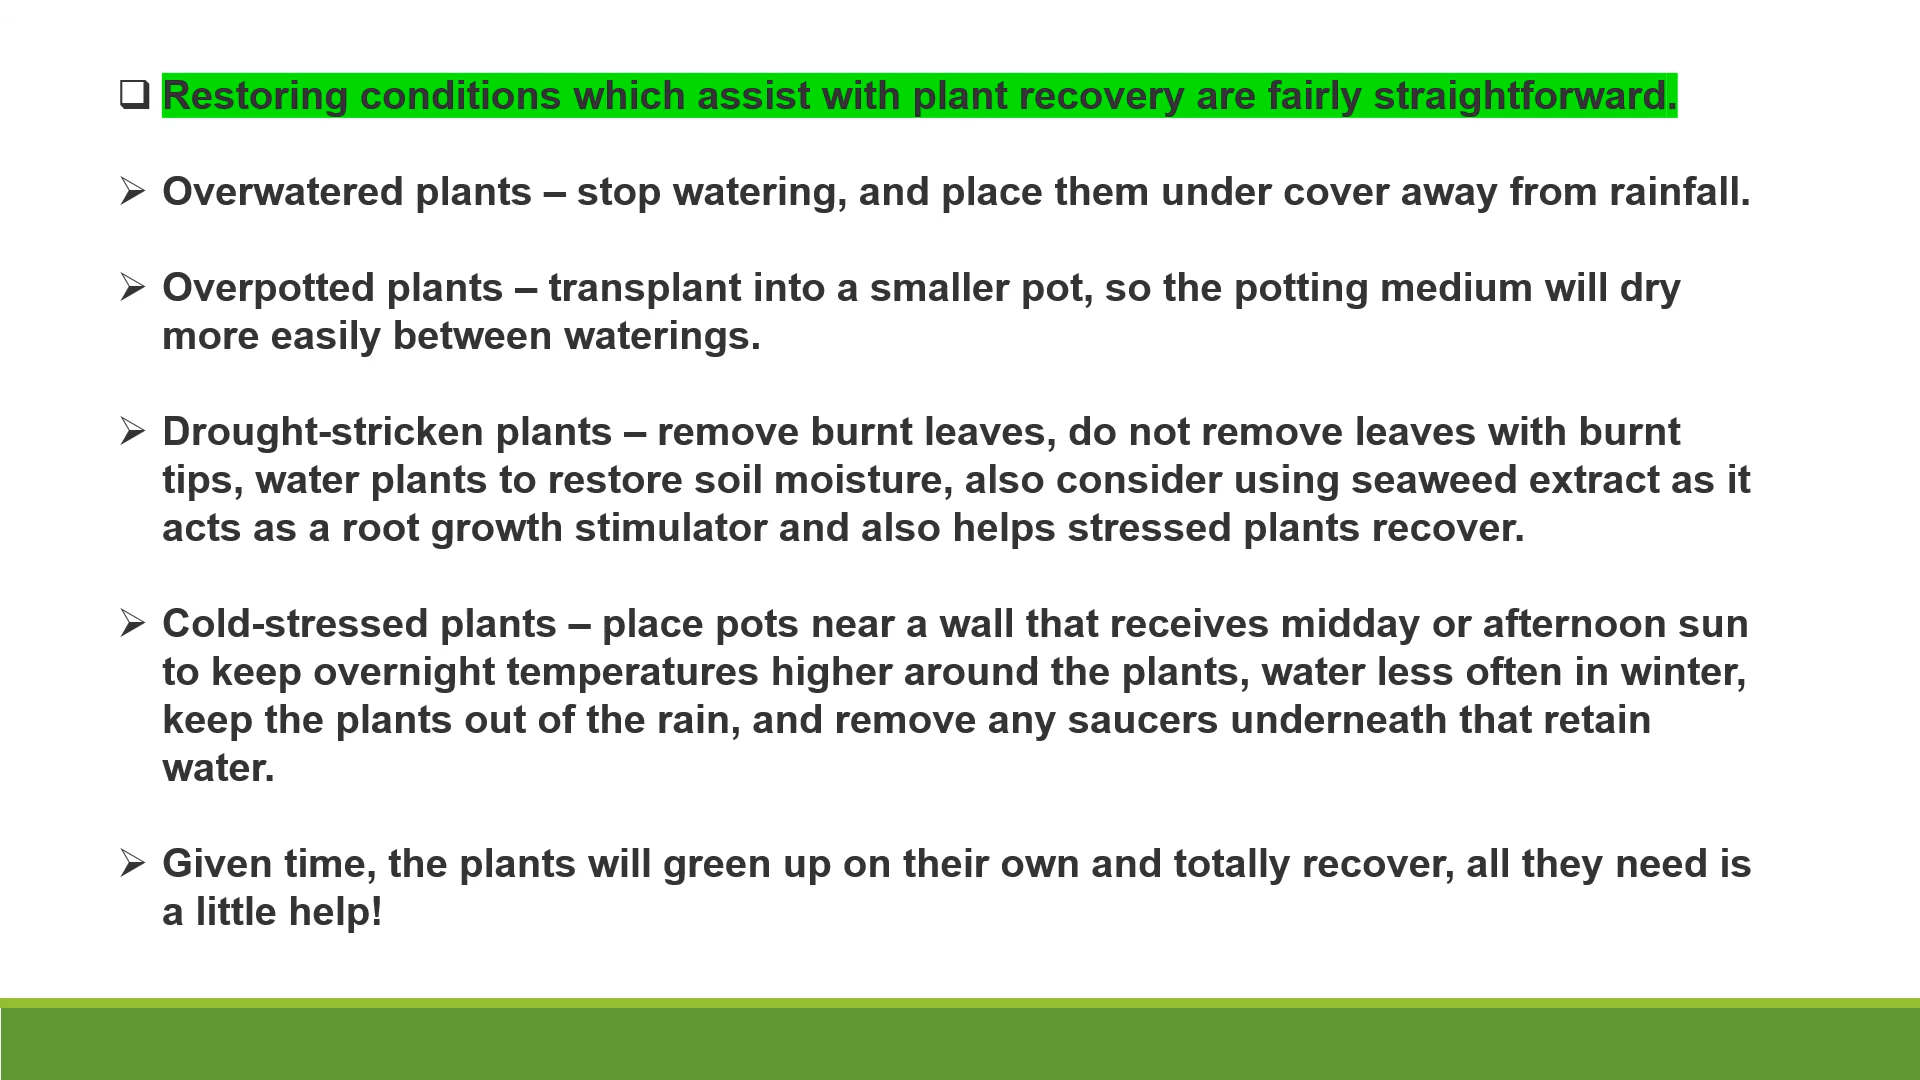 ❑ Restoring conditions which assist with plant recovery are fairly straightforward.
➢ Overwatered plants – stop watering, and place them under cover away from rainfall.
➢ Overpotted plants – transplant into a smaller pot, so the potting medium will dry
more easily between waterings.
➢ Drought-stricken plants – remove burnt leaves, do not remove leaves with burnt
tips, water plants to restore soil moisture, also consider using seaweed extract as it
acts as a root growth stimulator and also helps stressed plants recover.
➢ Cold-stressed plants – place pots near a wall that receives midday or afternoon sun
to keep overnight temperatures higher around the plants, water less often in winter,
keep the plants out of the rain, and remove any saucers underneath that retain
water.
➢ Given time, the plants will green up on their own and totally recover, all they need is
a little help!